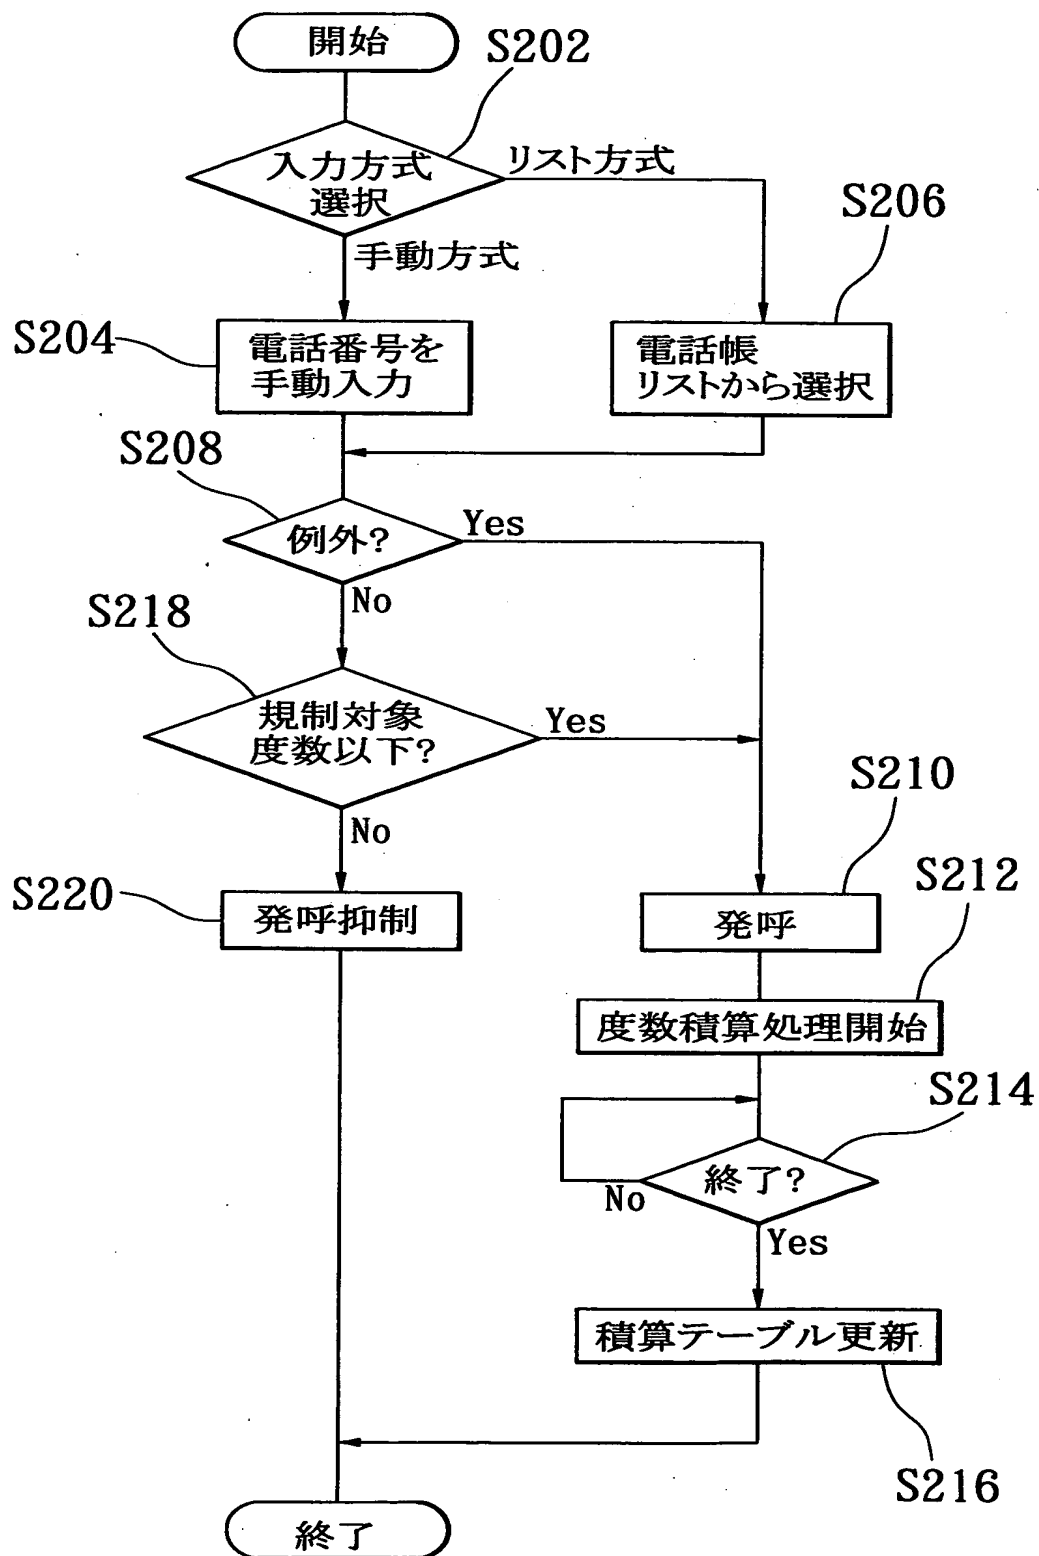 開始
S202
入力方式
選択
リスト方式
手動方式
S206
S204
電話番号を
手動入力
電話帳
リストから選択
S208
例外?
Yes
No
S218
規制対象
度数以下?
Yes
No
S210
S220
発呼抑制
発呼
S212
度数積算処理開始
S214
終了?
No
Yes
積算テーブル更新
S216
終了